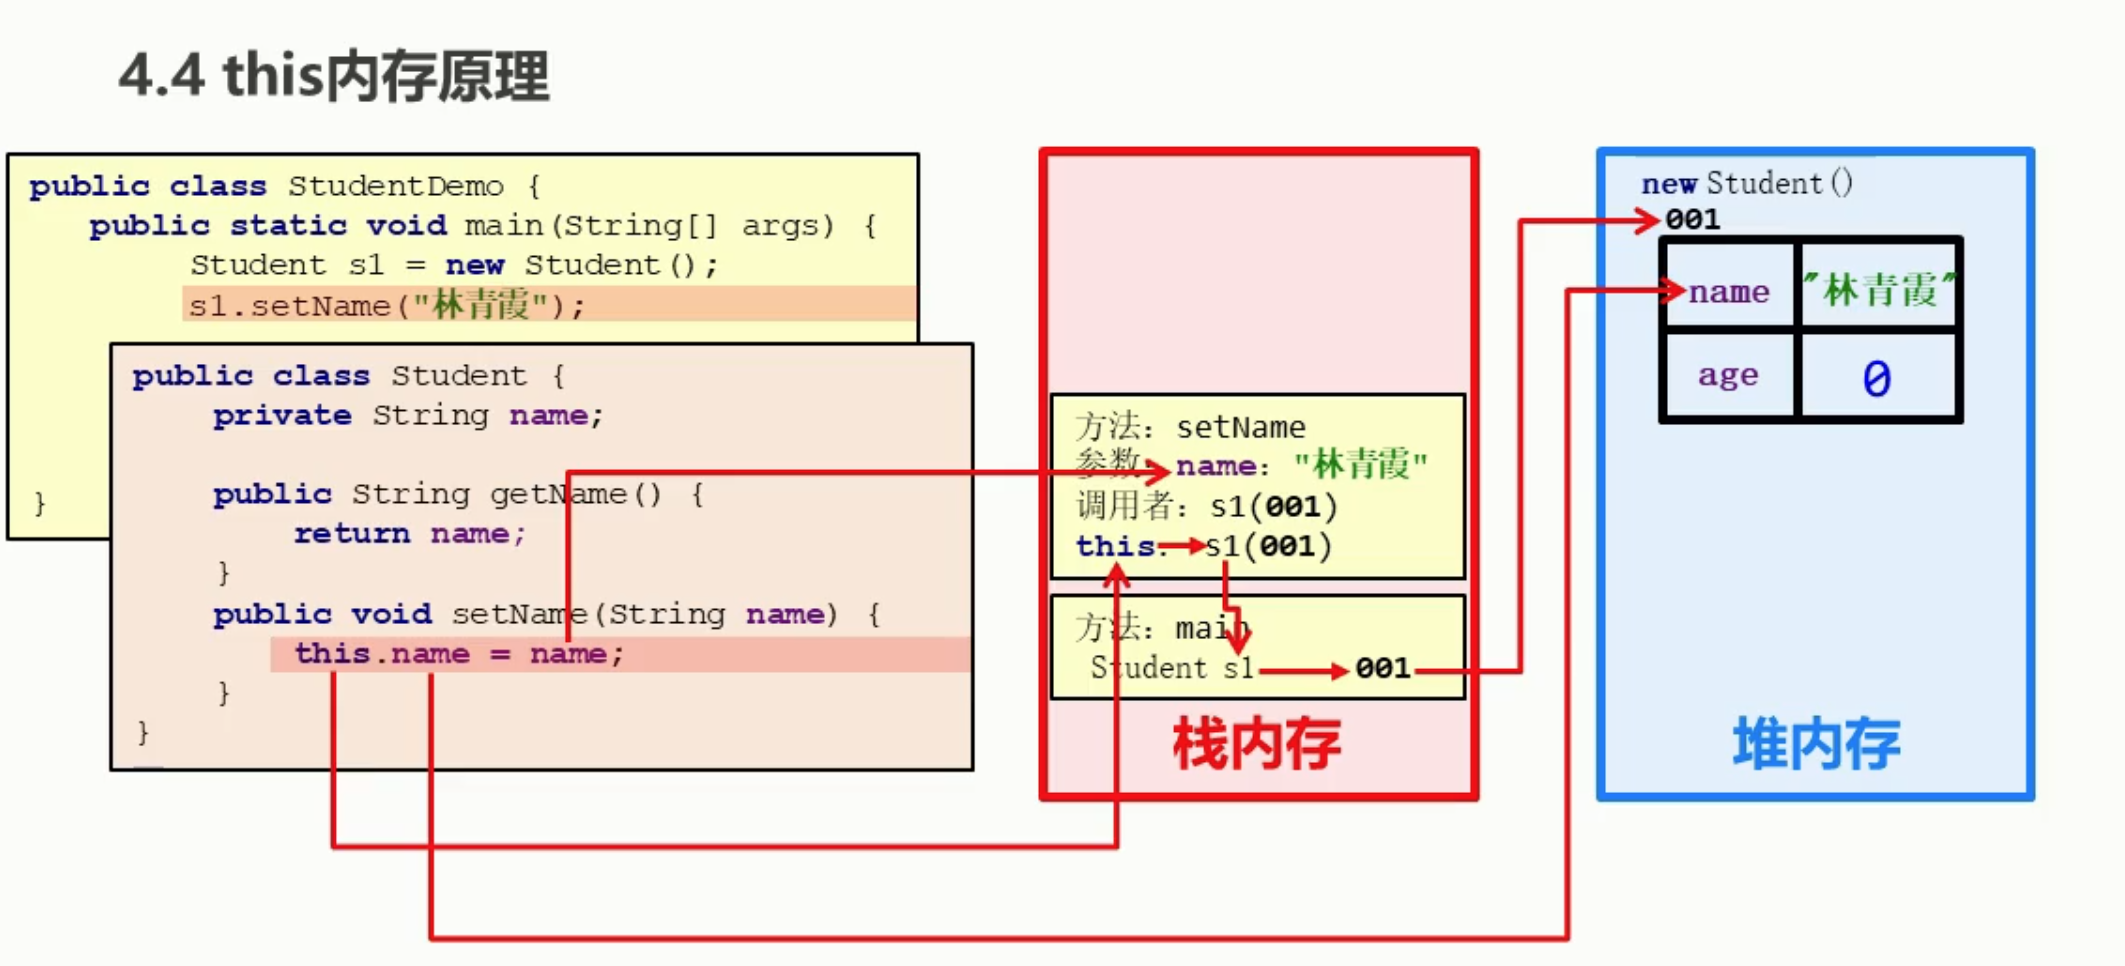 4.4 this内存原理
public class StudentDemo {
public static void main(String[] args) {
Student s1 = new Student();
s1.setName("林青霞");
}
public class Student {
private String name;
public String getName() {
return name;
}
public void setName(String name) {
this.name = name;
}
}
方法：setName
参数：name："林青霞"
调用者：s1(001)
this：s1(001)
方法：main
Student s1 001
栈内存
new Student()
001
name "林青霞"
age 0
堆内存